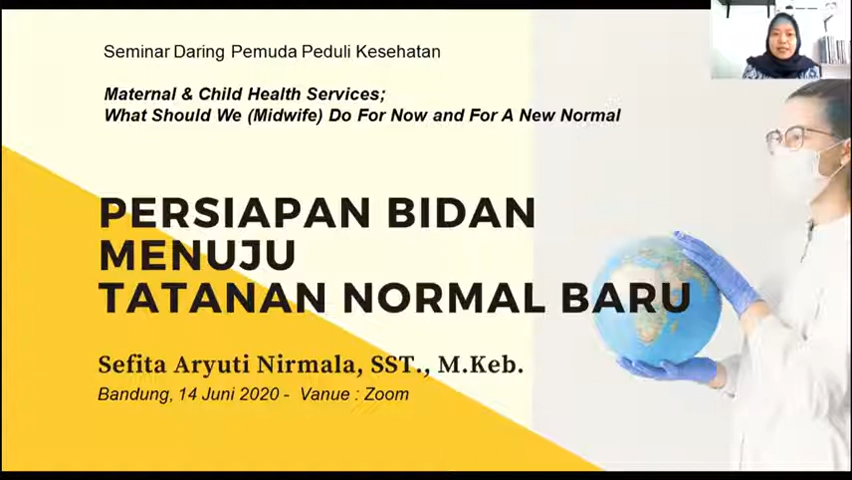 Seminar Daring Pemuda Peduli Kesehatan
Maternal & Child Health Services;
What Should We (Midwife) Do For Now and For A New Normal
PERSIAPAN BIDAN
MENUJU
TATANAN NORMAL BARU
Sefita Aryuti Nirmala, SST., M.Keb.
Bandung, 14 Juni 2020 - Vanue : Zoom